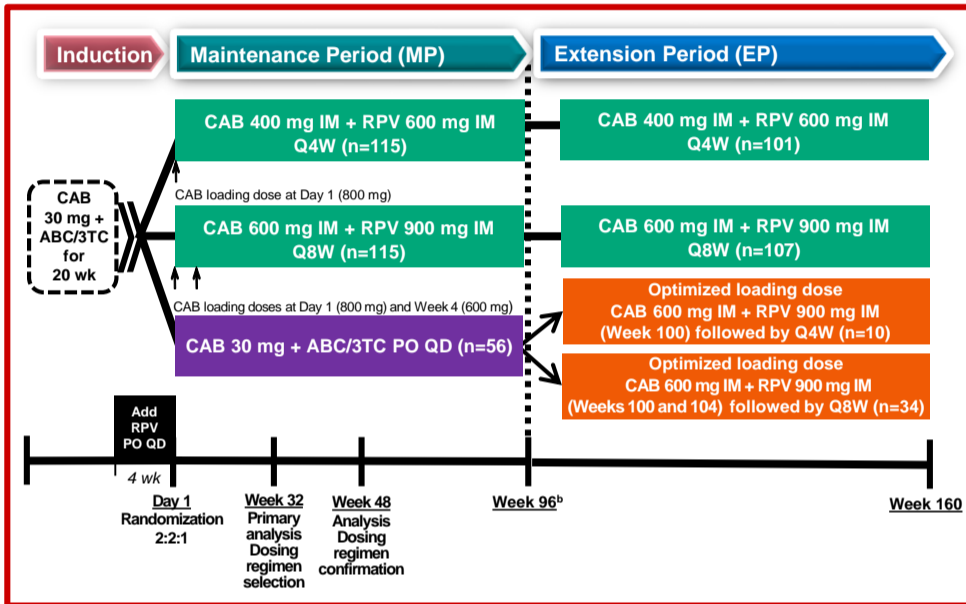 Induction
Maintenance Period (MP)
Extension Period (EP)
CAB 400 mg IM + RPV 600 mg IM
Q4W (n=115)
CAB 400 mg IM + RPV 600 mg IM
Q4W (n=101)
CAB loading dose at Day 1 (800 mg)
CAB
30 mg +
ABC/3TC
for
20 wk
CAB 600 mg IM + RPV 900 mg IM
Q8W (n=115)
CAB 600 mg IM + RPV 900 mg IM
Q8W (n=107)
CAB loading doses at Day 1 (800 mg) and Week 4 (600 mg)
CAB 30 mg + ABC/3TC PO QD (n=56)
Optimized loading dose
CAB 600 mg IM + RPV 900 mg IM
(Week 100) followed by Q4W (n=10)
Optimized loading dose
CAB 600 mg IM + RPV 900 mg IM
(Weeks 100 and 104) followed by Q8W (n=34)
Add
RPV
PO QD
4 wk
Day 1
Randomization
2:2:1
Week 32
Primary
analysis
Dosing
regimen
selection
Week 48
Analysis
Dosing
regimen
confirmation
Week 96b
Week 160